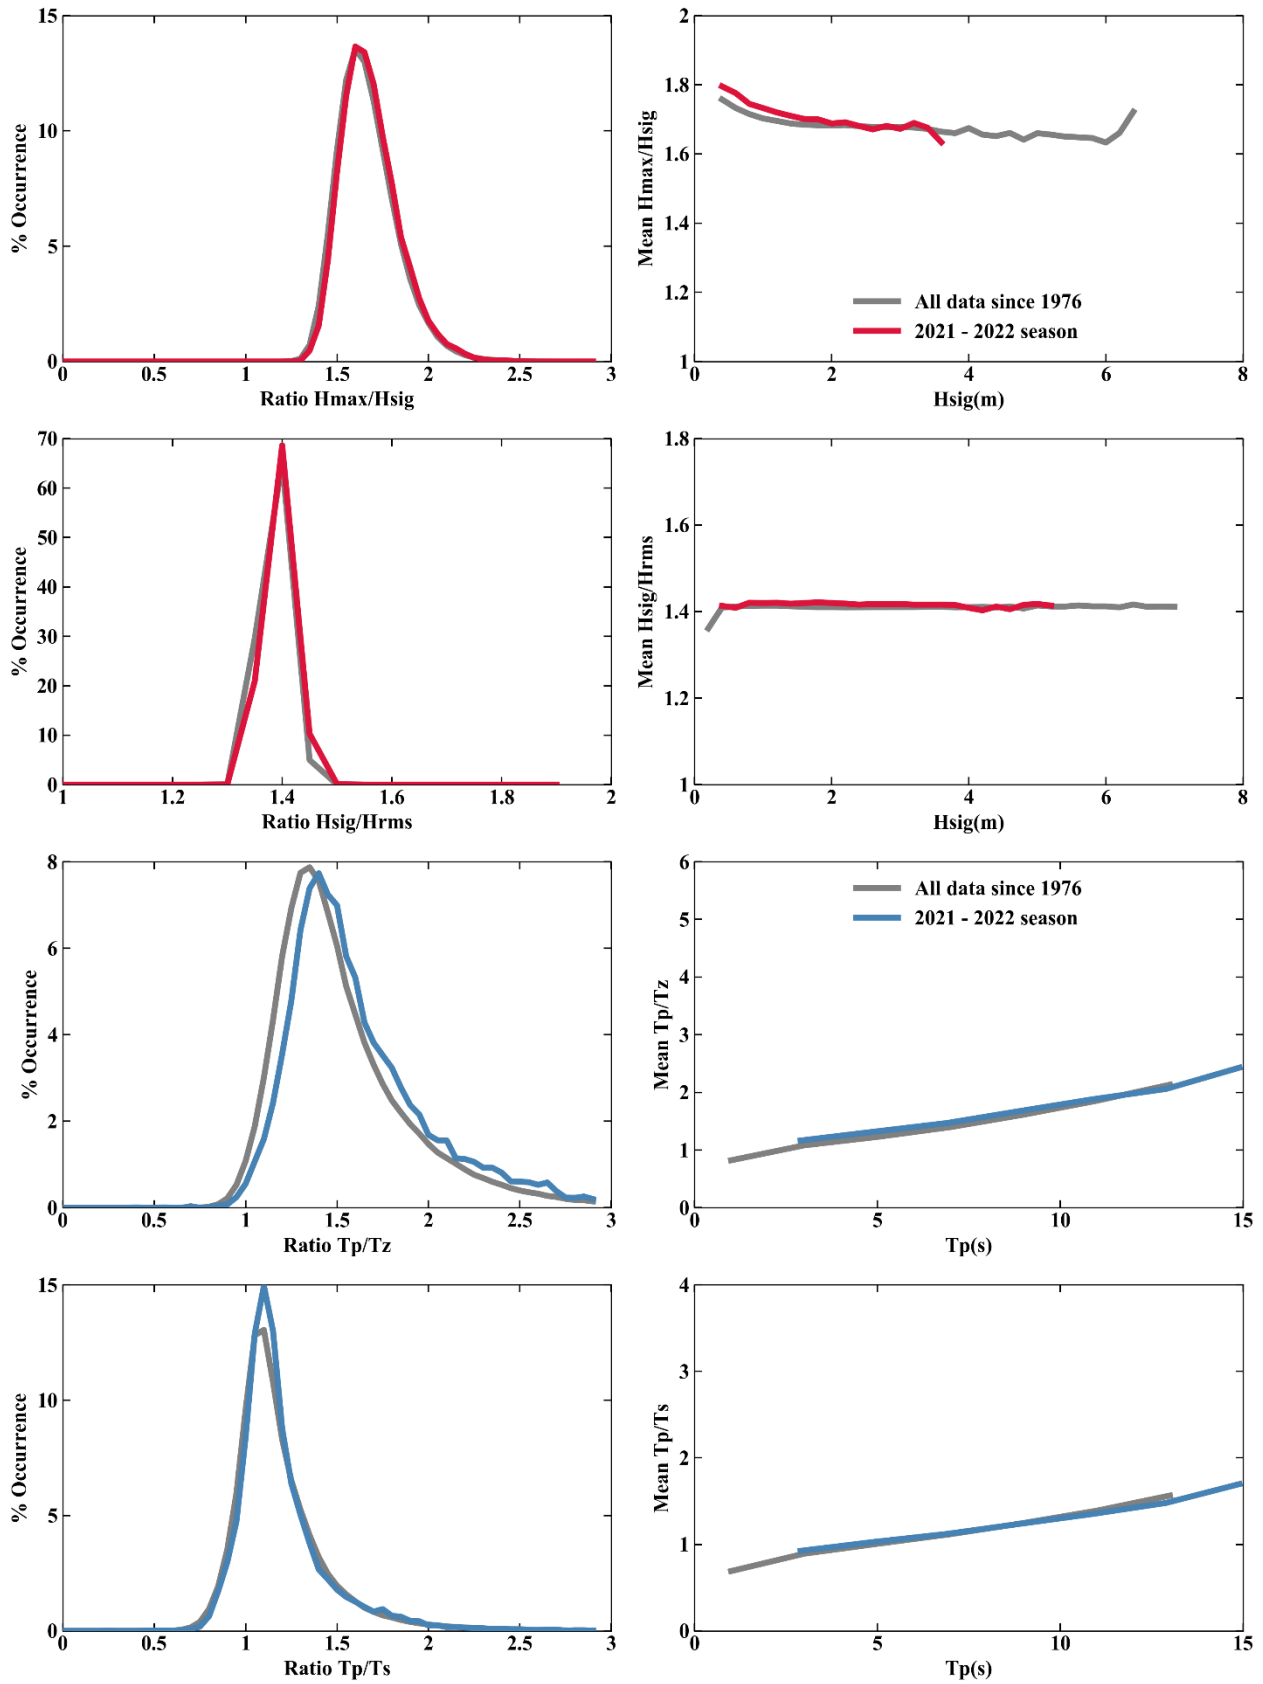 15
10
5
0
% Occurrence
0 0.5 1 1.5 2 2.5 3
Ratio Hmax/Hsig
2
1.8
1.6
1.4
1.2
1
Mean Hmax/Hsig
All data since 1976
2021 - 2022 season
2 4 6 8
Hsig(m)
70
60
50
40
30
20
10
0
% Occurrence
1 1.2 1.4 1.6 1.8 2
Ratio Hsig/Hrms
1.8
1.6
1.4
1.2
1
Mean Hsig/Hrms
0 2 4 6 8
Hsig(m)
8
6
4
2
0
% Occurrence
0 0.5 1 1.5 2 2.5 3
Ratio Tp/Tz
6
5
4
3
2
1
0
Mean Tp/Tz
All data since 1976
2021 - 2022 season
0 5 10 15
Tp(s)
15
10
5
0
% Occurrence
0 0.5 1 1.5 2 2.5 3
Ratio Tp/Ts
4
3
2
1
0
Mean Tp/Ts
0 5 10 15
Tp(s)